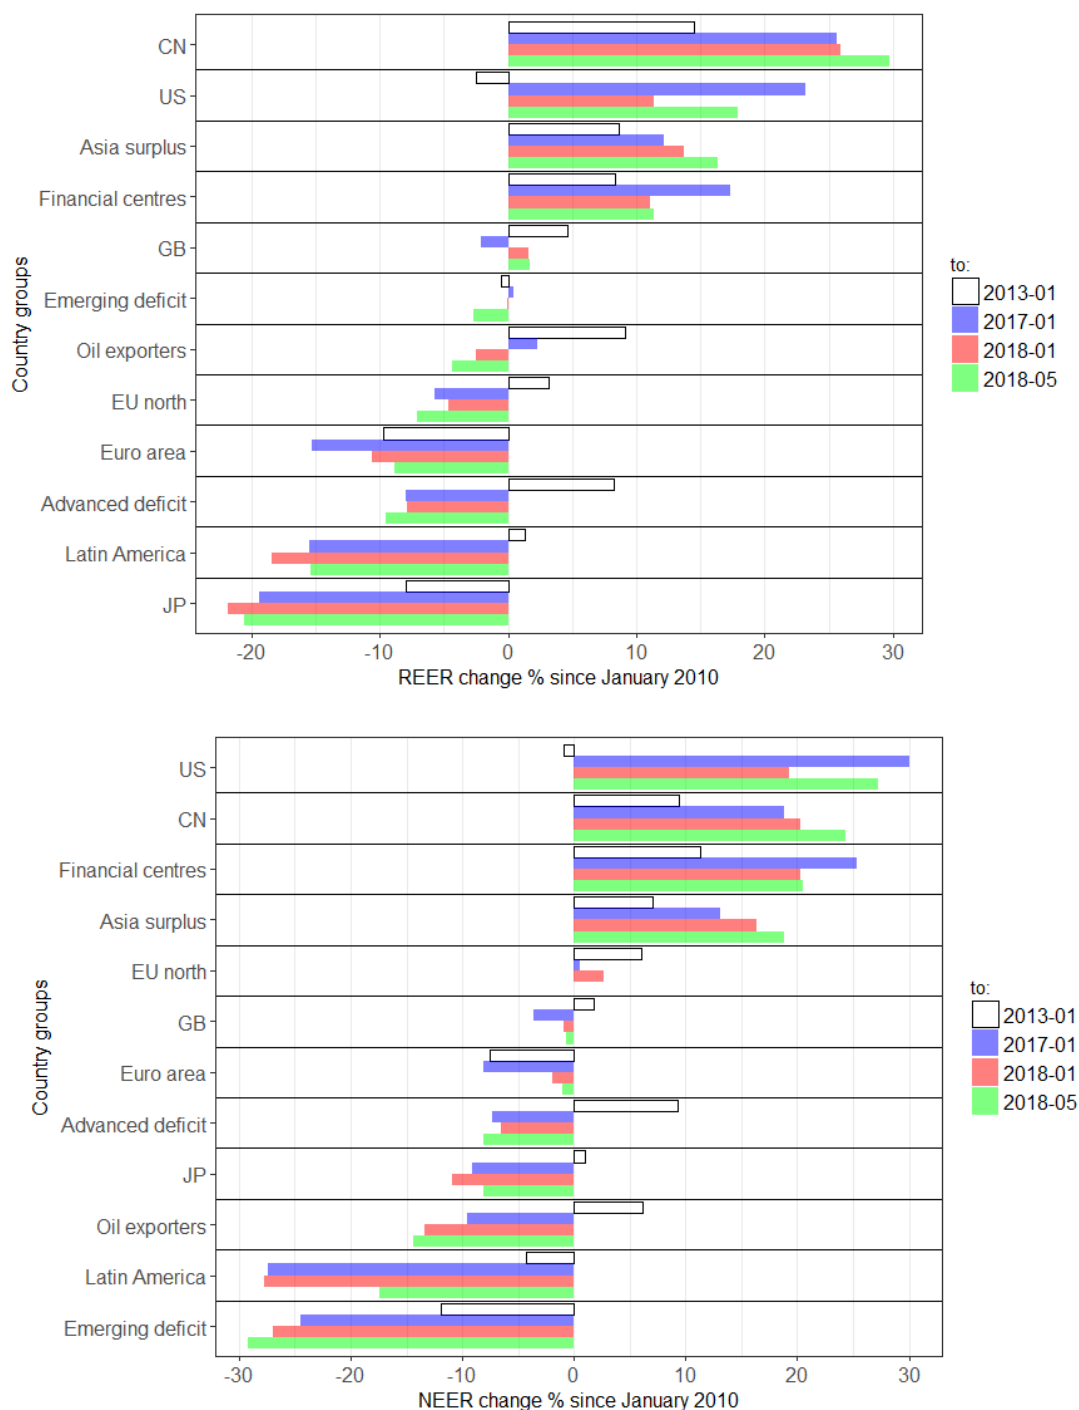 CN
US
Asia surplus
Financial centres
GB
Emerging deficit
Oil exporters
EU north
Euro area
Advanced deficit
Latin America
JP
Country groups
-20 -10 0 10 20 30
REER change % since January 2010
to:
2013-01
2017-01
2018-01
2018-05
US
CN
Financial centres
Asia surplus
EU north
GB
Euro area
Advanced deficit
JP
Oil exporters
Latin America
Emerging deficit
Country groups
-30 -20 -10 0 10 20 30
NEER change % since January 2010
to:
2013-01
2017-01
2018-01
2018-05